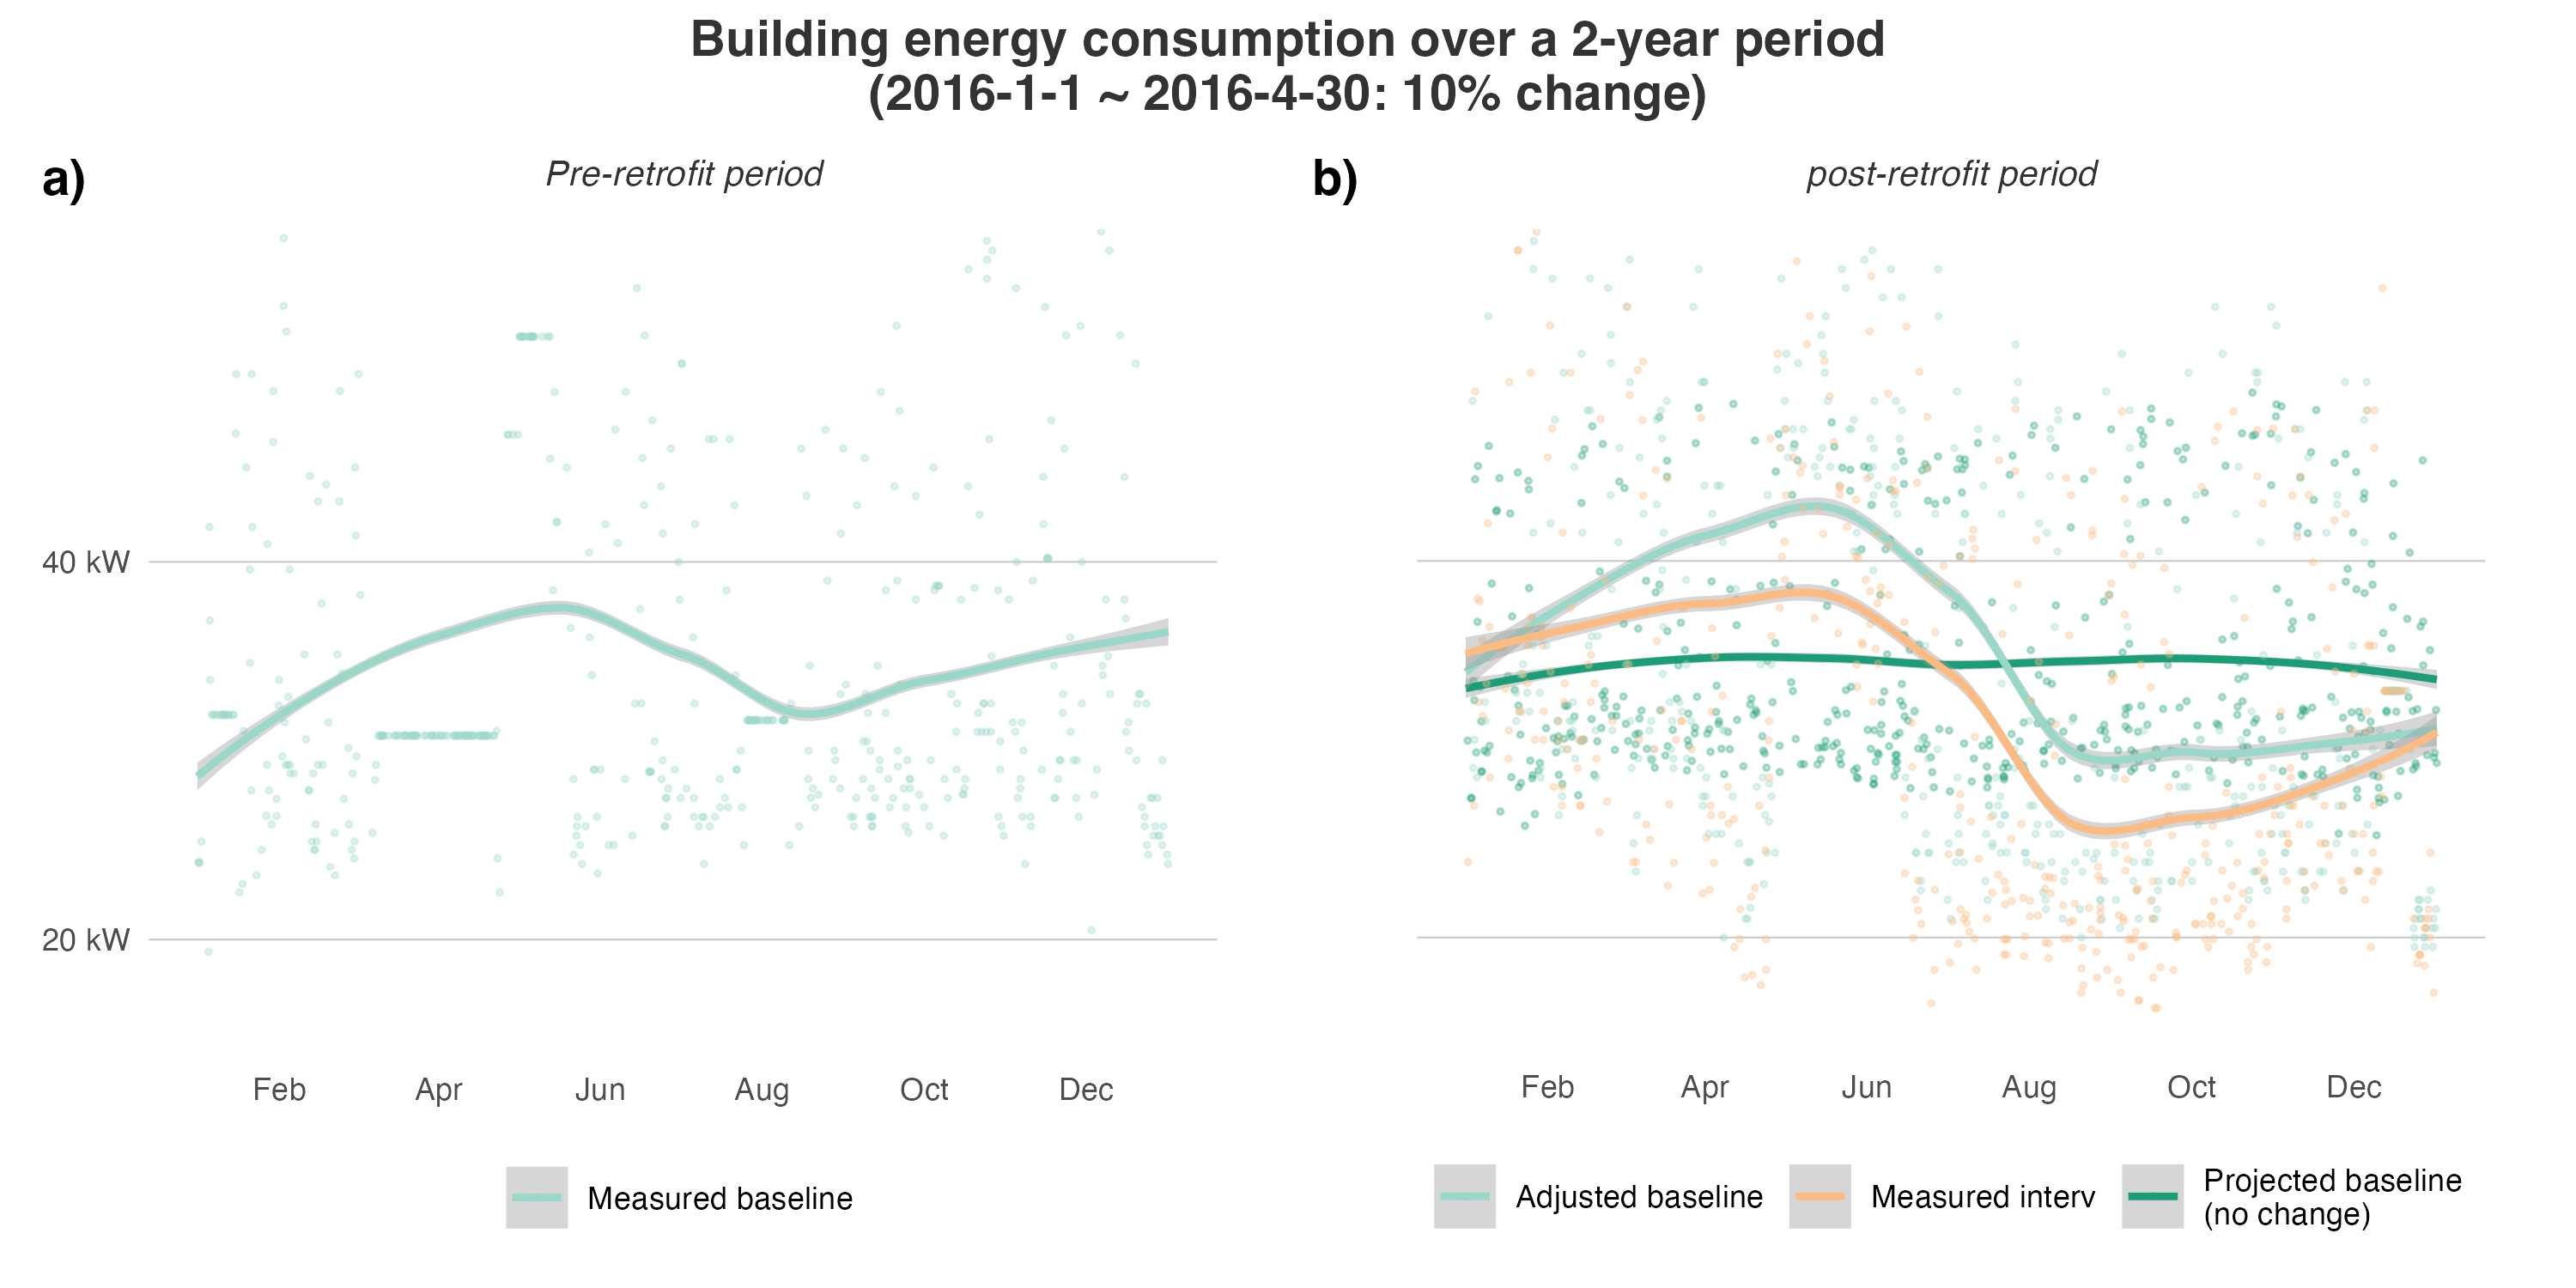 Building energy consumption over a 2-year period
(2016-1-1 ~ 2016-4-30: 10% change)
a)
Pre-retrofit period
40 kW
20 kW
Feb Apr Jun Aug Oct Dec
Measured baseline
b)
post-retrofit period
Feb Apr Jun Aug Oct Dec
Adjusted baseline
Measured interv
Projected baseline
(no change)